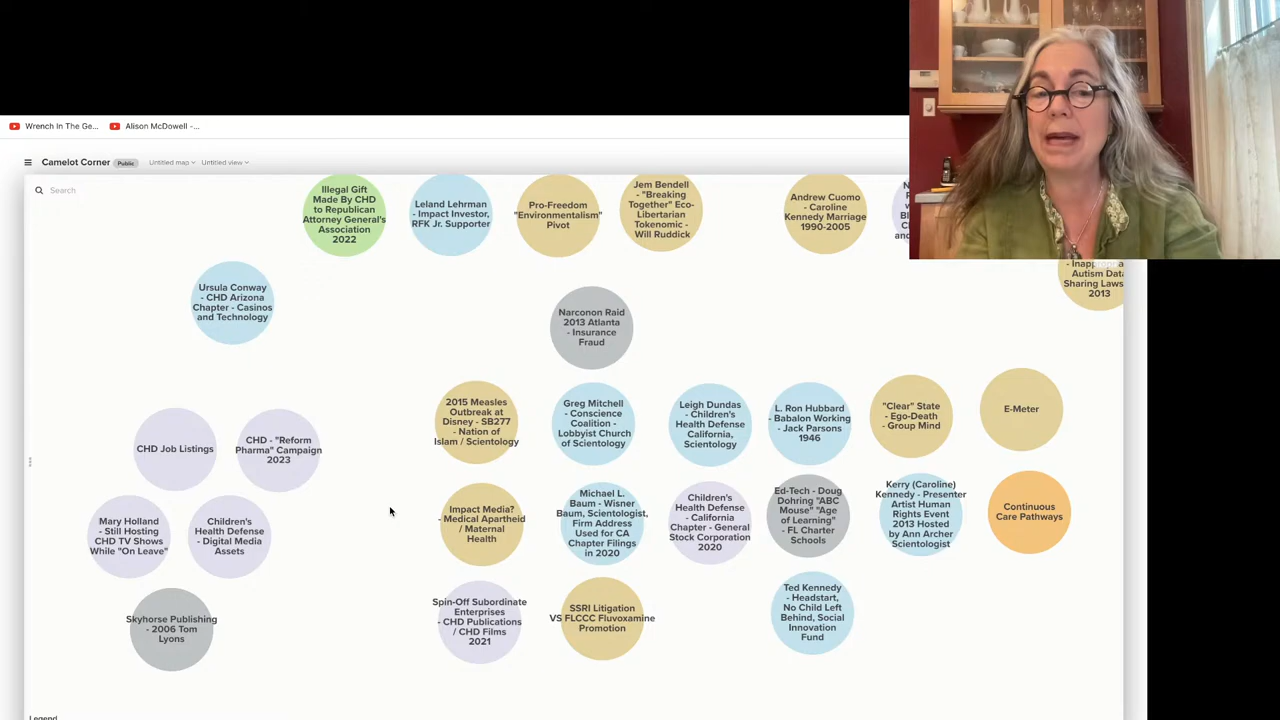 Wrench In The Ge...
Alison McDowell -...
Camelot Corner
Public
Untitled map
Untitled view
Search
Illegal Gift
Made By CHD
to Republican
Attorney General's
Association
2022
Leland Lehrman
- Impact Investor,
RFK Jr. Supporter
Pro-Freedom
"Environmentalism"
Pivot
Jem Bendell
- "Breaking
Together" Eco-
Libertarian
Tokenomic -
Will Ruddick
Andrew Cuomo
- Caroline
Kennedy Marriage
1990-2005
- Inappropria
Autism Data
Sharing Laws
2013
Ursula Conway
- CHD Arizona
Chapter - Casinos
and Technology
Narconon Raid
2013 Atlanta
- Insurance
Fraud
2015 Measles
Outbreak at
Disney - SB277
- Nation of
Islam / Scientology
Greg Mitchell -
Conscience
Coalition -
Lobbyist Church
of Scientology
Leigh Dundas
- Children's
Health Defense
California,
Scientology
L. Ron Hubbard
- Babalon Working
- Jack Parsons
1946
"Clear" State
- Ego-Death
- Group Mind
E-Meter
CHD Job Listings
CHD - "Reform
Pharma" Campaign
2023
Mary Holland
- Still Hosting
CHD TV Shows
While "On Leave"
Children's
Health Defense
- Digital Media
Assets
Impact Media?
- Medical Apartheid
/ Maternal
Health
Michael L.
Baum - Wisner
Baum, Scientologist,
Firm Address
Used for CA
Chapter Filings
in 2020
Children's
Health Defense
- California
Chapter - General
Stock Corporation
2020
Ed-Tech - Doug
Dohring "ABC
Mouse" "Age
of Learning"
- FL Charter
Schools
Kerry (Caroline)
Kennedy - Presenter
Artist Human
Rights Event
2013 Hosted
by Ann Archer
Scientologist
Continuous
Care Pathways
Skyhorse Publishing
- 2006 Tom
Lyons
Spin-Off Subordinate
Enterprises
- CHD Publications
/ CHD Films
2021
SSRI Litigation
VS FLCCC Fluvoxamine
Promotion
Ted Kennedy
- Headstart,
No Child Left
Behind, Social
Innovation
Fund
Legend